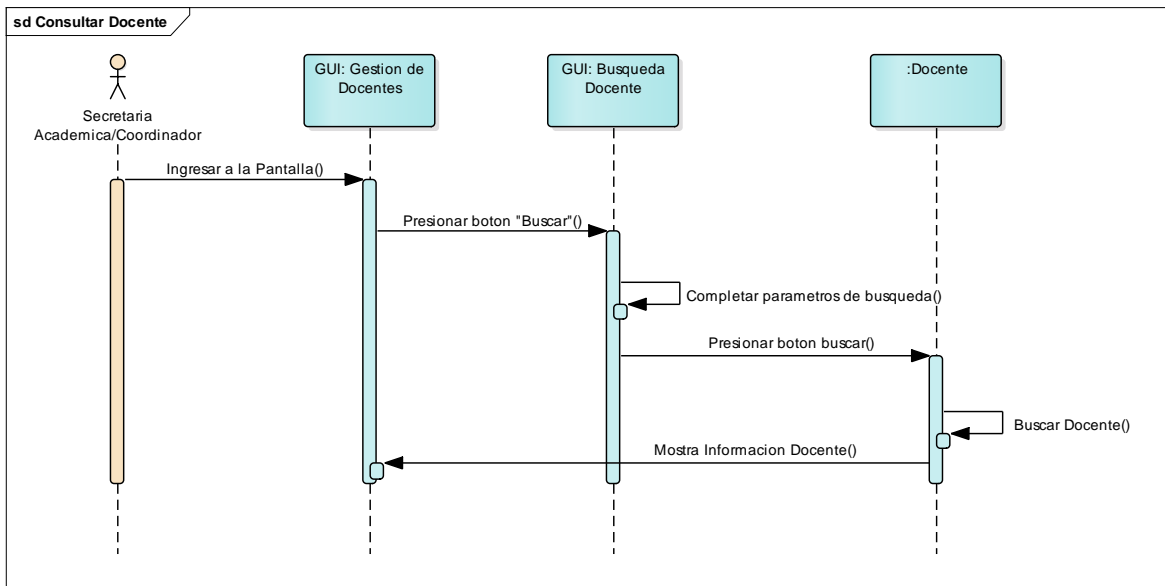 sd Consultar Docente
Secretaria
Academica/Coordinador
GUI: Gestion de
Docentes
GUI: Busqueda
Docente
:Docente
Ingresar a la Pantalla()
Presionar boton "Buscar"()
Completar parametros de busqueda()
Presionar boton buscar()
Buscar Docente()
Mostra Informacion Docente()